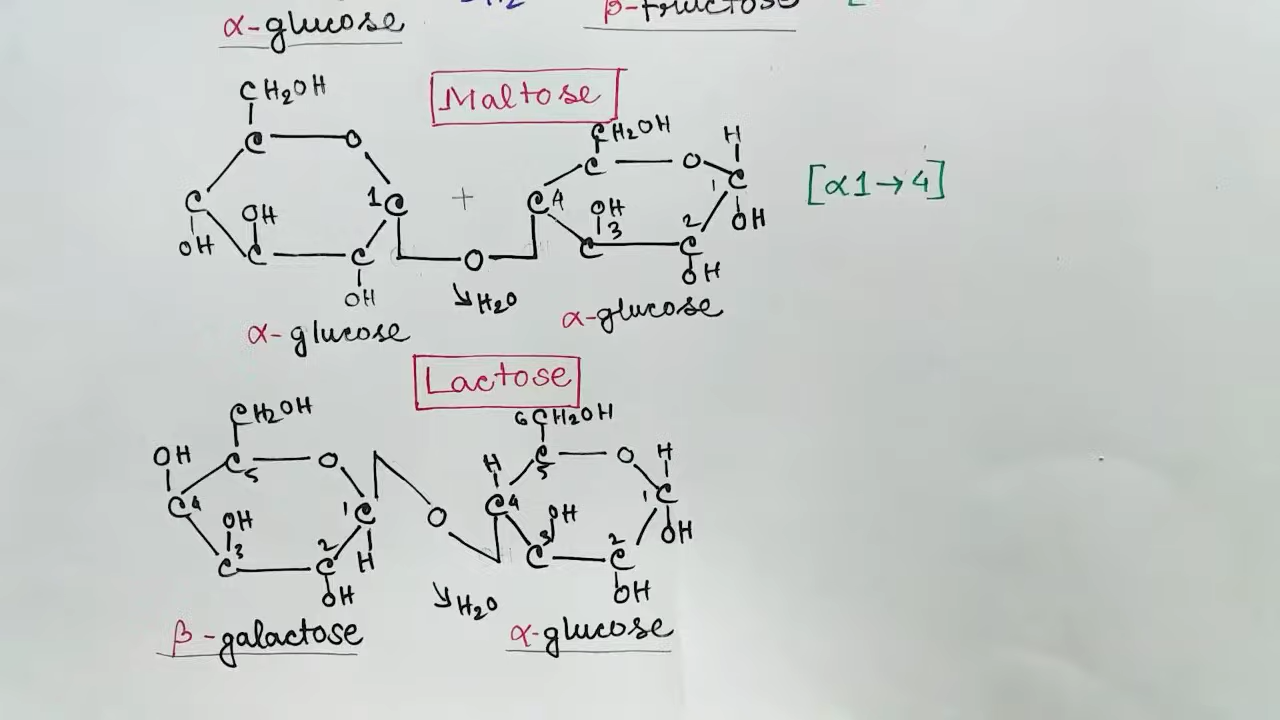 α-glucose
β-fructose
Maltose
CH₂OH
C O
C 1C
OH
OH
C C
OH
+
O
H₂O
CH₂OH
C O
H
C4 1C
OH
3
C
2
C
OH
OH
[α1→4]
α-glucose
α-glucose
Lactose
CH₂OH
OH
C5 O
C4 1C
OH
3
C
2
C
H
OH
O
H₂O
6CH₂OH
H
C5 O
H
C4 1C
OH
3
C
2
C
OH
OH
β-galactose
α-glucose